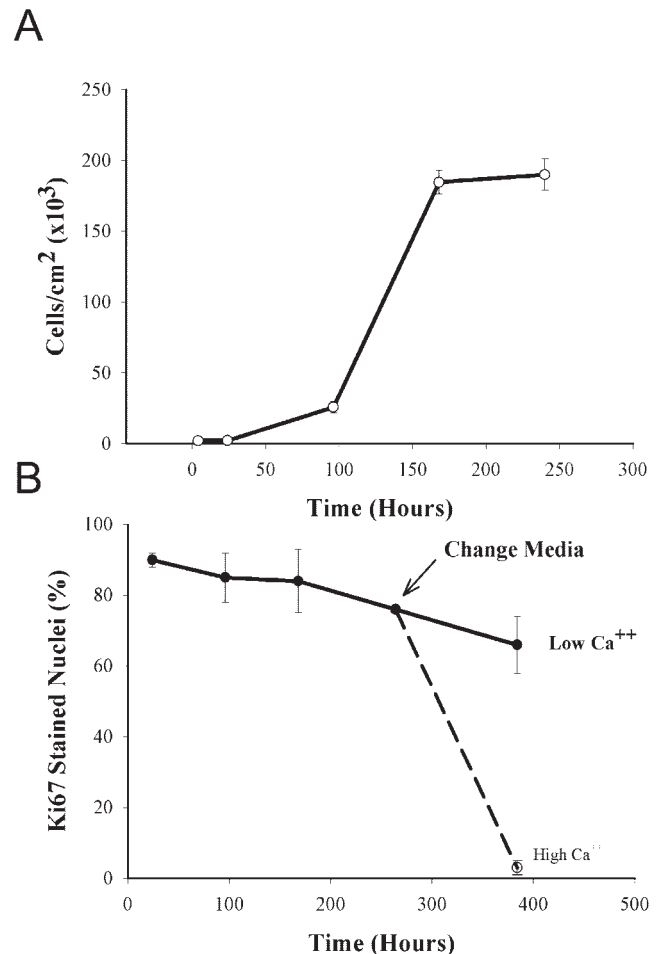 A
250
200
150
100
50
0
Cells/cm² (x10³)
0 50 100 150 200 250 300
Time (Hours)
B
100
80
60
40
20
0
Ki67 Stained Nuclei (%)
Change Media
Low Ca⁺⁺
High Ca⁺⁺
0 100 200 300 400 500
Time (Hours)